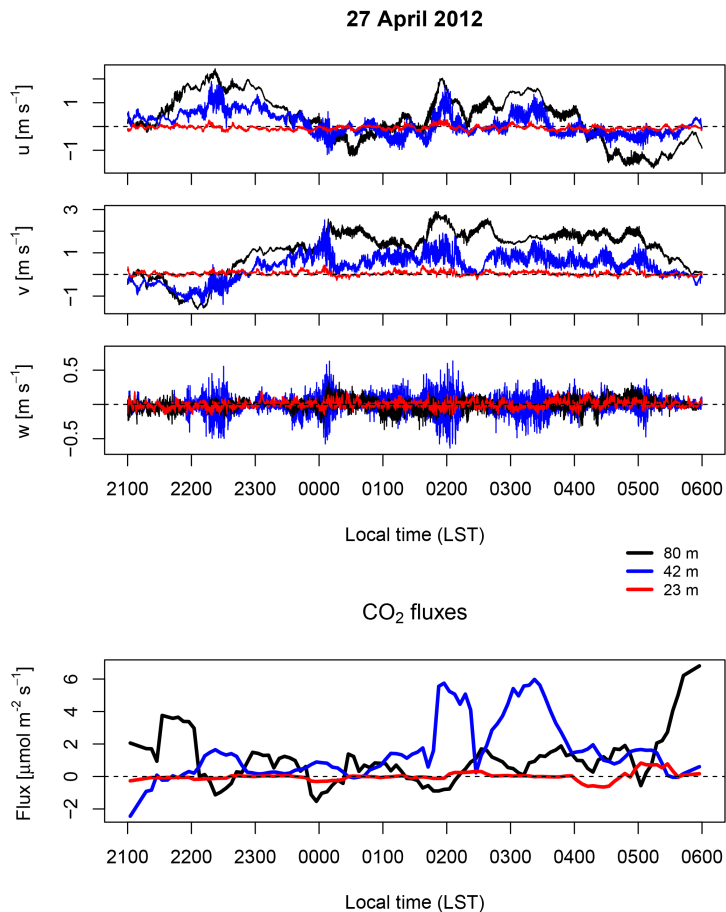 27 April 2012
u [m s⁻¹]
1
−1
v [m s⁻¹]
3
1
−1
w [m s⁻¹]
0.5
−0.5
2100 2200 2300 0000 0100 0200 0300 0400 0500 0600
Local time (LST)
80 m
42 m
23 m
CO₂ fluxes
Flux [μmol m⁻² s⁻¹]
6
4
2
0
−2
2100 2200 2300 0000 0100 0200 0300 0400 0500 0600
Local time (LST)